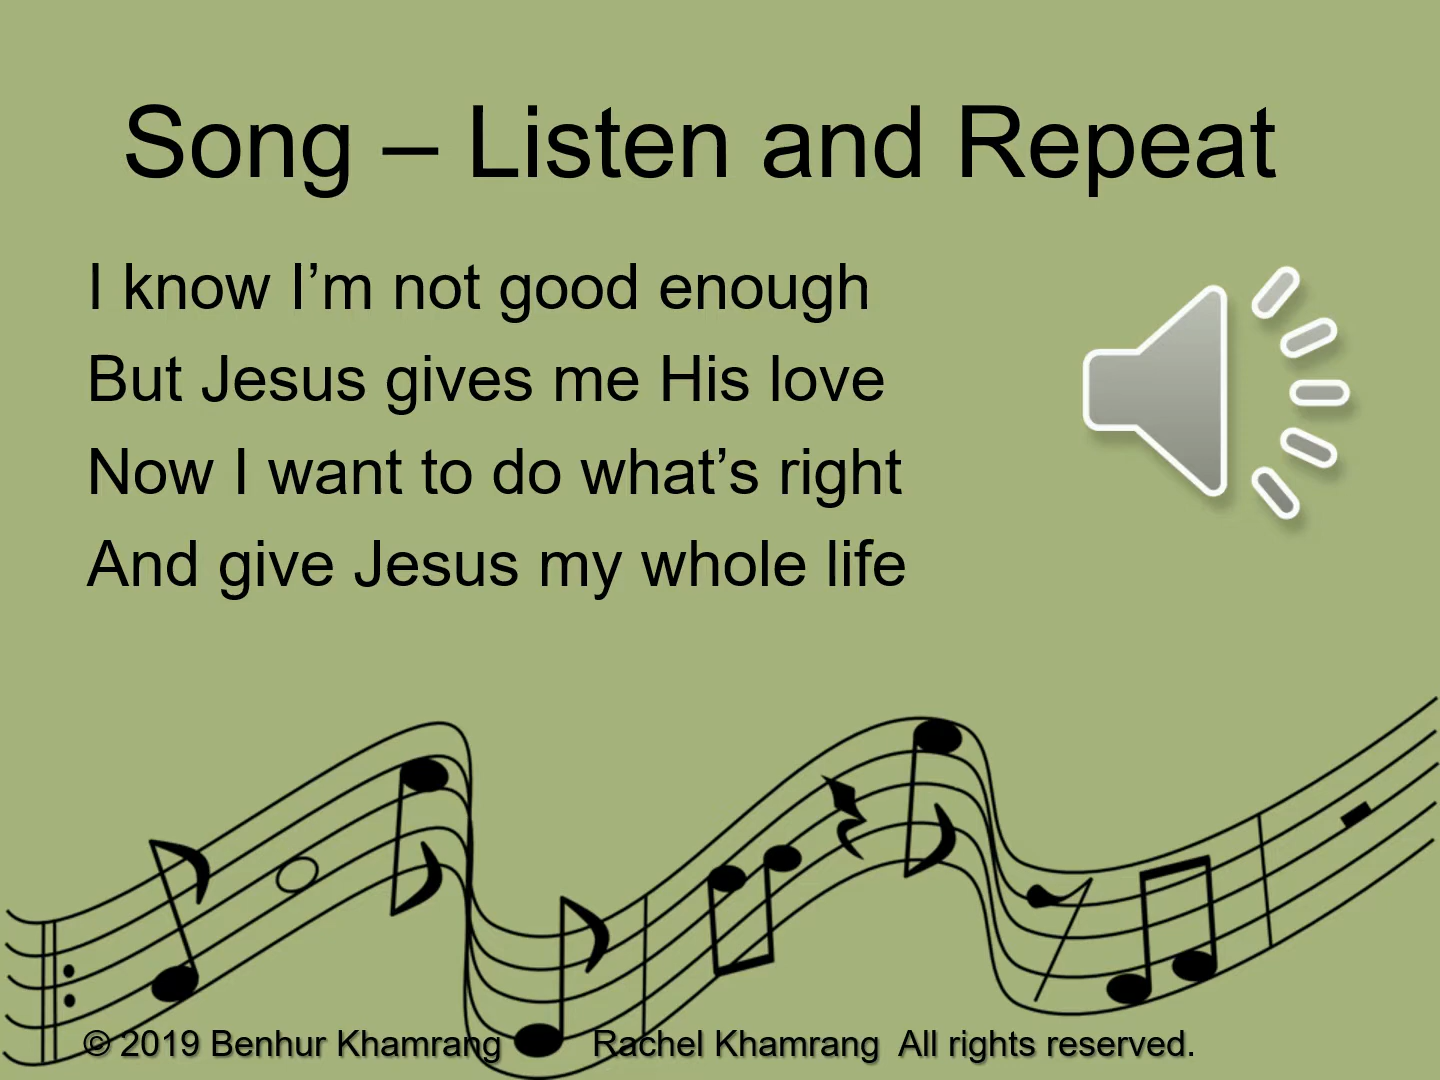 Song – Listen and Repeat
I know I’m not good enough
But Jesus gives me His love
Now I want to do what’s right
And give Jesus my whole life
© 2019 Benhur Khamrang Rachel Khamrang All rights reserved.